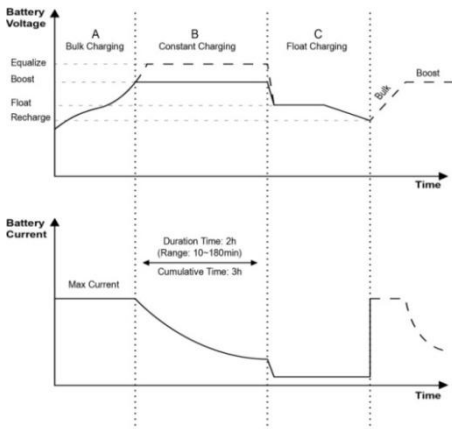 Battery
Voltage
A
B
C
Bulk Charging
Constant Charging
Float Charging
Equalize
Boost
Float
Recharge
Bulk
Boost
Time
Battery
Current
Duration Time: 2h
(Range: 10~180min)
Cumulative Time: 3h
Max Current
Time